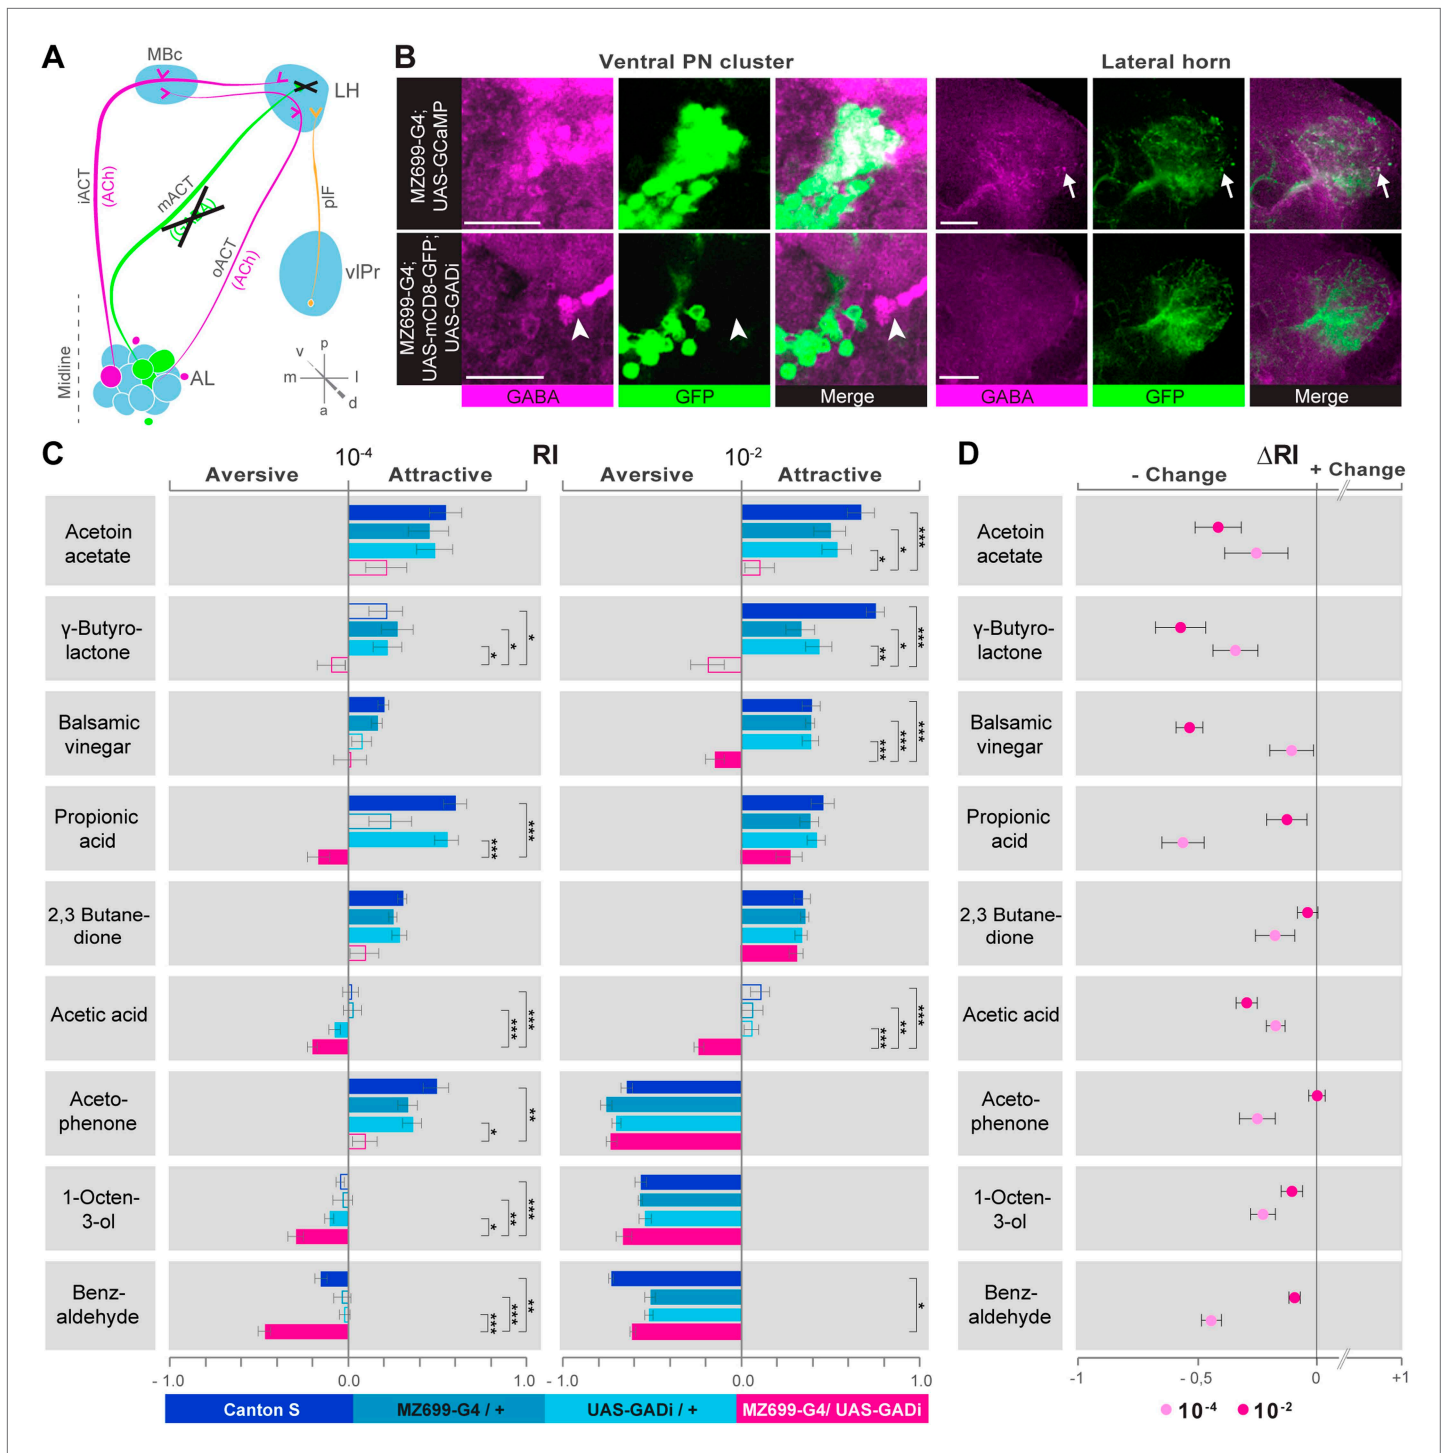 A
MBc
LH
iACT
(ACh)
mACT
oACT
(ACh)
plF
vlPr
AL
Midline
p
v
m
l
d
a
B
Ventral PN cluster
Lateral horn
MZ699-G4;
UAS-GCaMP
MZ699-G4;
UAS-mCD8-GFP;
UAS-GADi
GABA
GFP
Merge
GABA
GFP
Merge
C
10-4
RI
10-2
Aversive
Attractive
Aversive
Attractive
D
ΔRI
- Change
+ Change
-1
0
+1
Acetoin
acetate
***
*
*
Acetoin
acetate
γ-Butyro-
lactone
*
*
*
***
*
**
γ-Butyro-
lactone
Balsamic
vinegar
***
***
***
Balsamic
vinegar
Propionic
acid
***
***
Propionic
acid
2,3 Butane-
dione
2,3 Butane-
dione
Acetic acid
***
***
***
**
***
Acetic acid
Aceto-
phenone
**
*
Aceto-
phenone
1-Octen-
3-ol
***
**
*
1-Octen-
3-ol
Benz-
aldehyde
**
***
***
*
Benz-
aldehyde
- 1.0
0.0
1.0
- 1.0
0.0
1.0
-1
- 0,5
0
+1
Canton S
MZ699-G4 / +
UAS-GADi / +
MZ699-G4/ UAS-GADi
10-4
10-2